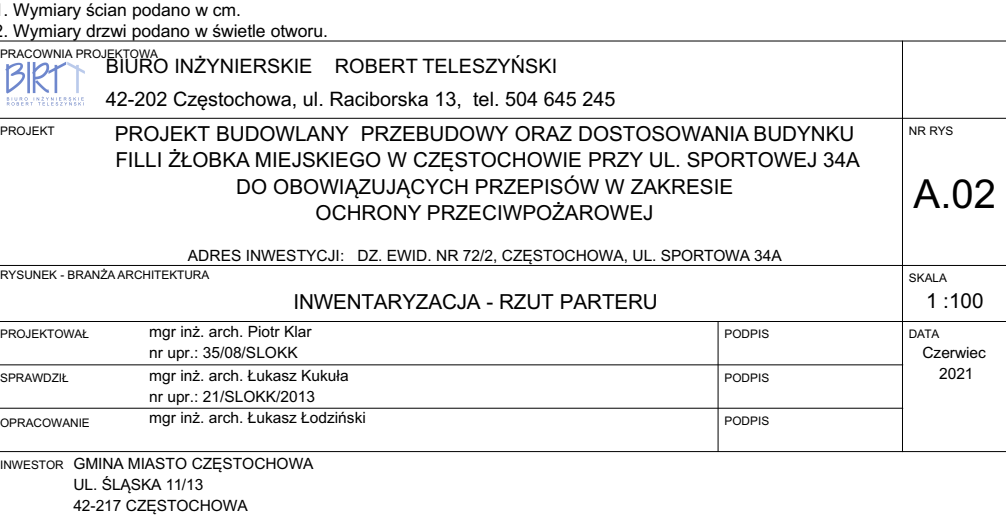 1. Wymiary ścian podano w cm.
2. Wymiary drzwi podano w świetle otworu.
PRACOWNIA PROJEKTOWA
BIRT
BIURO INŻYNIERSKIE
ROBERT TELESZYŃSKI
BIURO INŻYNIERSKIE ROBERT TELESZYŃSKI
42-202 Częstochowa, ul. Raciborska 13, tel. 504 645 245
PROJEKT
PROJEKT BUDOWLANY PRZEBUDOWY ORAZ DOSTOSOWANIA BUDYNKU
FILLI ŻŁOBKA MIEJSKIEGO W CZĘSTOCHOWIE PRZY UL. SPORTOWEJ 34A
DO OBOWIĄZUJĄCYCH PRZEPISÓW W ZAKRESIE
OCHRONY PRZECIWPOŻAROWEJ
ADRES INWESTYCJI: DZ. EWID. NR 72/2, CZĘSTOCHOWA, UL. SPORTOWA 34A
NR RYS
A.02
RYSUNEK - BRANŻA ARCHITEKTURA
INWENTARYZACJA - RZUT PARTERU
SKALA
1 :100
PROJEKTOWAŁ
mgr inż. arch. Piotr Klar
nr upr.: 35/08/SLOKK
PODPIS
DATA
Czerwiec
2021
SPRAWDZIŁ
mgr inż. arch. Łukasz Kukuła
nr upr.: 21/SLOKK/2013
PODPIS
OPRACOWANIE
mgr inż. arch. Łukasz Łodziński
PODPIS
INWESTOR
GMINA MIASTO CZĘSTOCHOWA
UL. ŚLĄSKA 11/13
42-217 CZĘSTOCHOWA